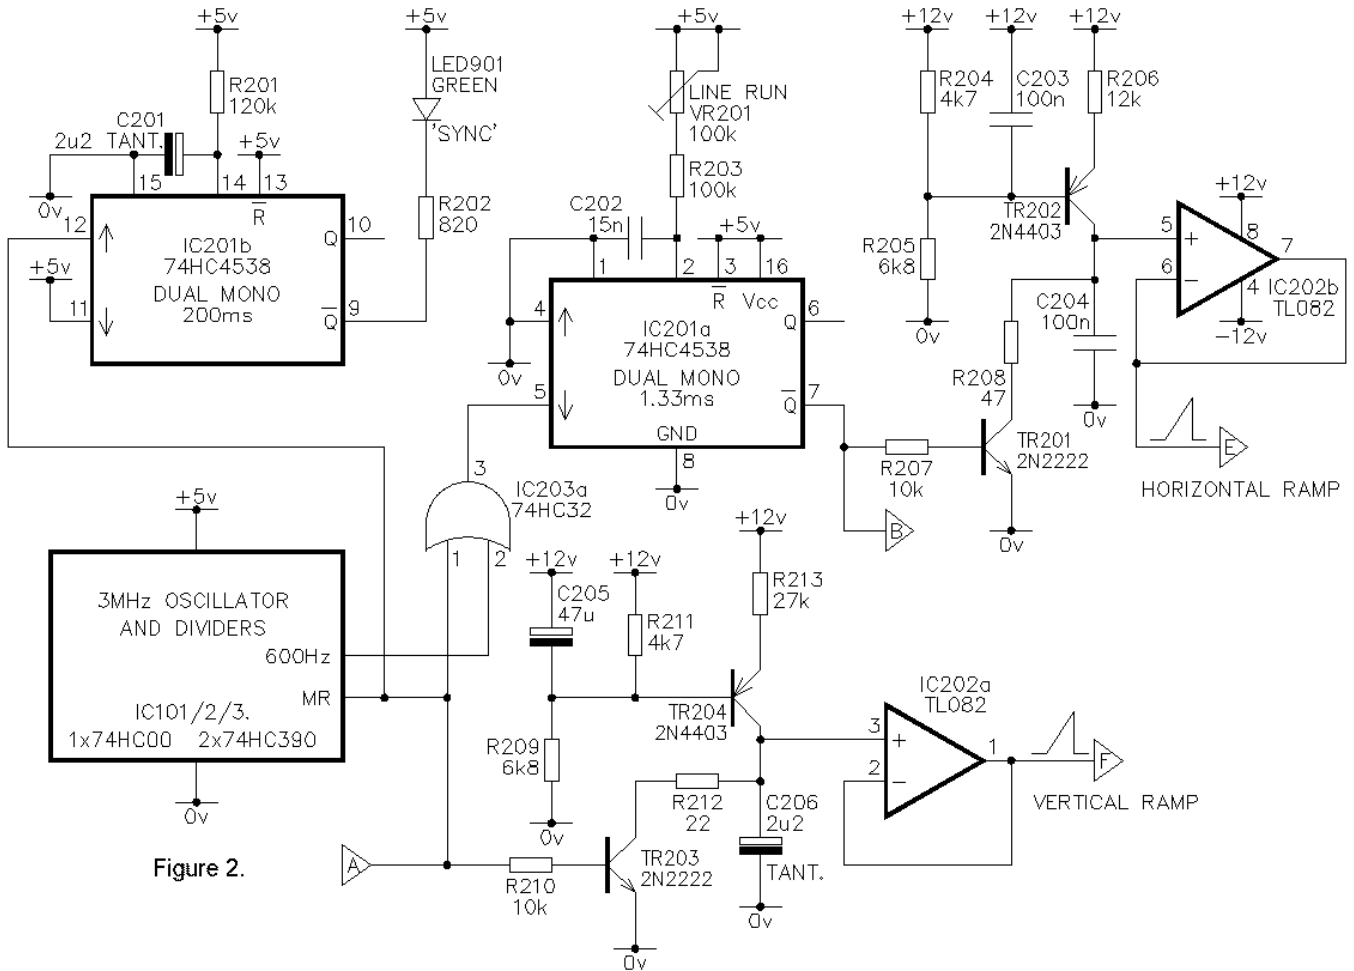 +5v
R201
120k
C201
TANT.
2u2
0v
+5v
15
14
13
R
12
10
Q
IC201b
74HC4538
DUAL MONO
200ms
+5v
11
9
Q
+5v
LED901
GREEN
'SYNC'
R202
820
+5v
LINE RUN
VR201
100k
R203
100k
C202
15n
+5v
1
2
3
16
R
Vcc
4
6
Q
IC201a
74HC4538
DUAL MONO
1.33ms
0v
5
7
Q
GND
8
0v
+12v
+12v
+12v
R204
4k7
C203
100n
R206
12k
TR202
2N4403
R205
6k8
0v
+12v
5
+
8
7
6
−
4
IC202b
TL082
-12v
C204
100n
0v
R208
47
R207
10k
TR201
2N2222
0v
B
E
HORIZONTAL RAMP
3
IC203a
74HC32
1
2
+5v
3MHz OSCILLATOR
AND DIVIDERS
600Hz
MR
IC101/2/3.
1x74HC00 2x74HC390
0v
+12v
C205
47u
+12v
R211
4k7
+12v
R213
27k
TR204
2N4403
R209
6k8
0v
R212
22
C206
2u2
TANT.
0v
IC202a
TL082
3
+
1
2
−
F
VERTICAL RAMP
A
R210
10k
TR203
2N2222
0v
Figure 2.